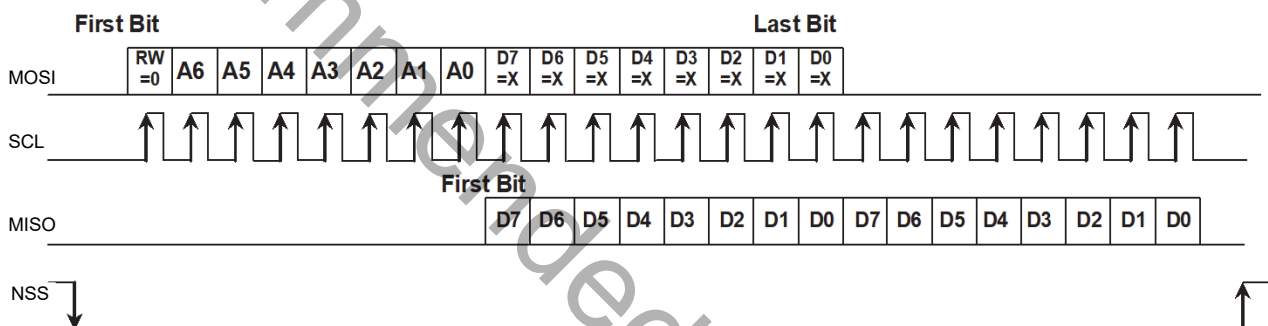 First Bit Last Bit
MOSI RW =0 A6 A5 A4 A3 A2 A1 A0 D7 =X D6 =X D5 =X D4 =X D3 =X D2 =X D1 =X D0 =X
SCL
First Bit
MISO D7 D6 D5 D4 D3 D2 D1 D0 D7 D6 D5 D4 D3 D2 D1 D0
NSS
mmended